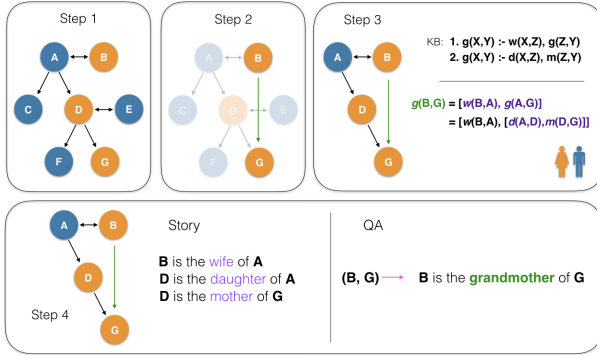 Step 1
A
B
C
D
E
F
G
Step 2
A
B
C
D
E
F
G
Step 3
A
B
D
G
KB: 1. g(X,Y) :- w(X,Z), g(Z,Y)
2. g(X,Y) :- d(X,Z), m(Z,Y)
g(B,G) = [w(B,A), g(A,G)]
= [w(B,A), [d(A,D),m(D,G)]]
A
B
D
G
Step 4
Story
B is the wife of A
D is the daughter of A
D is the mother of G
QA
(B, G) B is the grandmother of G